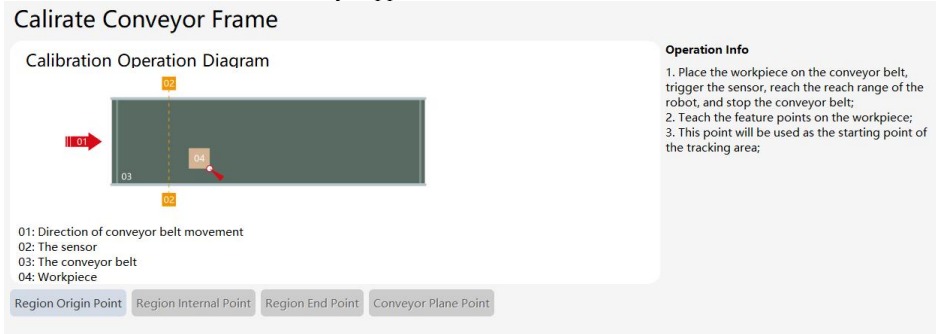 Calirate Conveyor Frame
Calibration Operation Diagram
02
01
04
03
02
01: Direction of conveyor belt movement
02: The sensor
03: The conveyor belt
04: Workpiece
Region Origin Point Region Internal Point Region End Point Conveyor Plane Point
Operation Info
1. Place the workpiece on the conveyor belt,
trigger the sensor, reach the reach range of the
robot, and stop the conveyor belt;
2. Teach the feature points on the workpiece;
3. This point will be used as the starting point of
the tracking area;